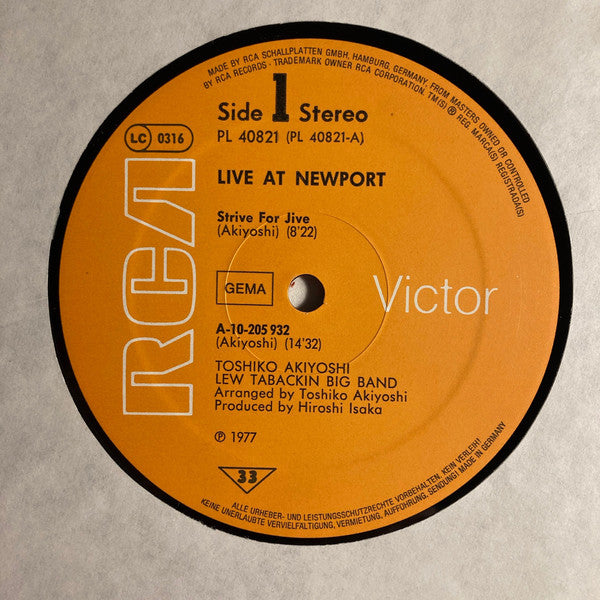 MADE BY RCA SCHALLPLATTEN GMBH, HAMBURG, GERMANY, FROM MASTERS OWNED OR CONTROLLED
BY RCA RECORDS · TRADEMARK OWNER RCA CORPORATION. TM(S) ® REG. MARCA(S) REGISTRADA(S)
Side 1 Stereo
PL 40821 (PL 40821-A)
LC 0316
LIVE AT NEWPORT
Strive For Jive
(Akiyoshi) (8'22)
RCA
GEMA
Victor
A-10-205 932
(Akiyoshi) (14'32)
TOSHIKO AKIYOSHI
LEW TABACKIN BIG BAND
Arranged by Toshiko Akiyoshi
Produced by Hiroshi Isaka
℗ 1977
33
ALLE URHEBER- UND LEISTUNGSSCHUTZRECHTE VORBEHALTEN. KEIN VERLEIH!
KEINE UNERLAUBTE VERVIELFÄLTIGUNG, VERMIETUNG, AUFFÜHRUNG, SENDUNG! MADE IN GERMANY